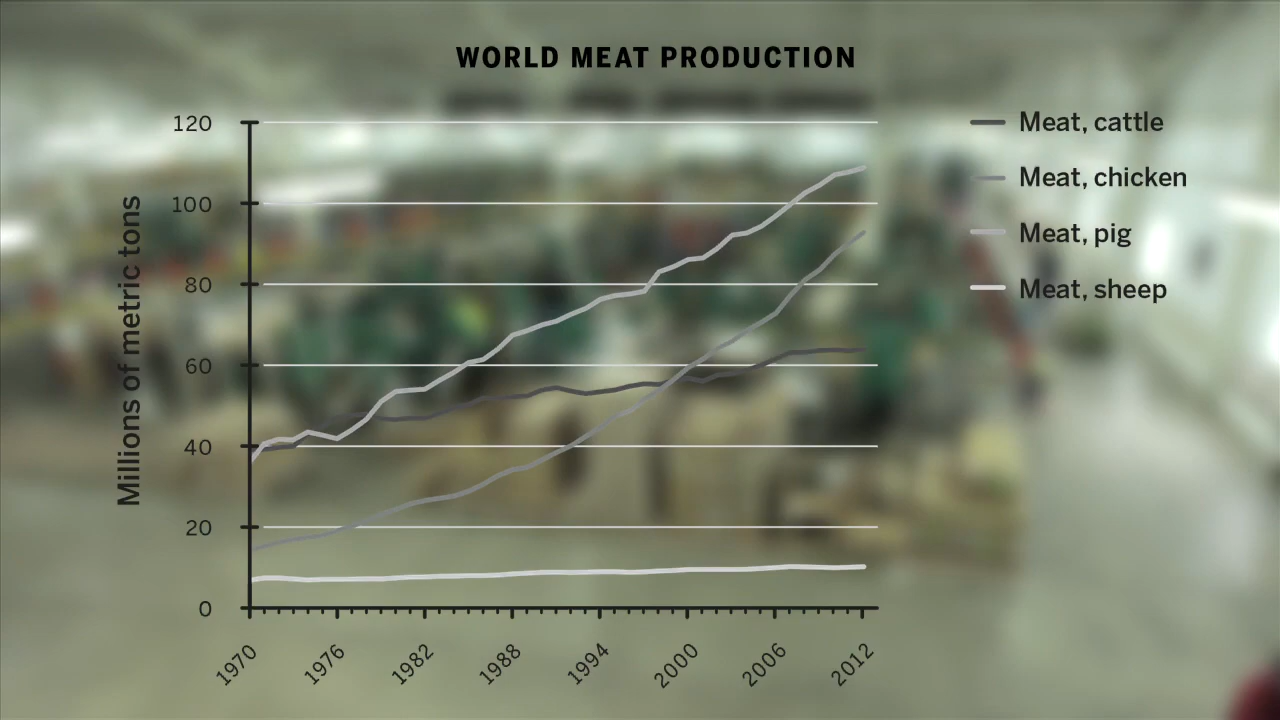 WORLD MEAT PRODUCTION
Millions of metric tons
120
100
80
60
40
20
0
1970
1976
1982
1988
1994
2000
2006
2012
Meat, cattle
Meat, chicken
Meat, pig
Meat, sheep